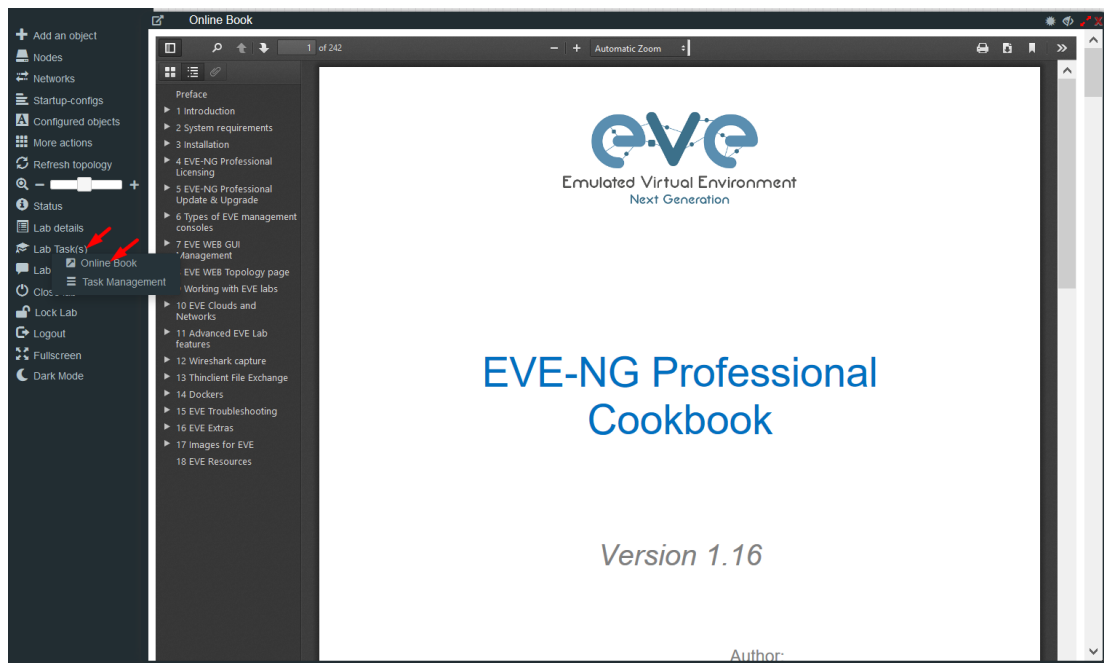 Online Book
Add an object
Nodes
Networks
Startup-configs
Configured objects
More actions
Refresh topology
Status
Lab details
Lab Task(s)
Online Book
Lab
Task Management
Lock Lab
Logout
Fullscreen
Dark Mode
1 of 242
Automatic Zoom
Preface
1 Introduction
2 System requirements
3 Installation
4 EVE-NG Professional
Licensing
5 EVE-NG Professional
Update & Upgrade
6 Types of EVE management
consoles
7 EVE WEB GUI
Management
EVE WEB Topology page
Working with EVE labs
10 EVE Clouds and
Networks
11 Advanced EVE Lab
features
12 Wireshark capture
13 Thinclient File Exchange
14 Dockers
15 EVE Troubleshooting
16 EVE Extras
17 Images for EVE
18 EVE Resources
eve
Emulated Virtual Environment
Next Generation
EVE-NG Professional
Cookbook
Version 1.16
Author: